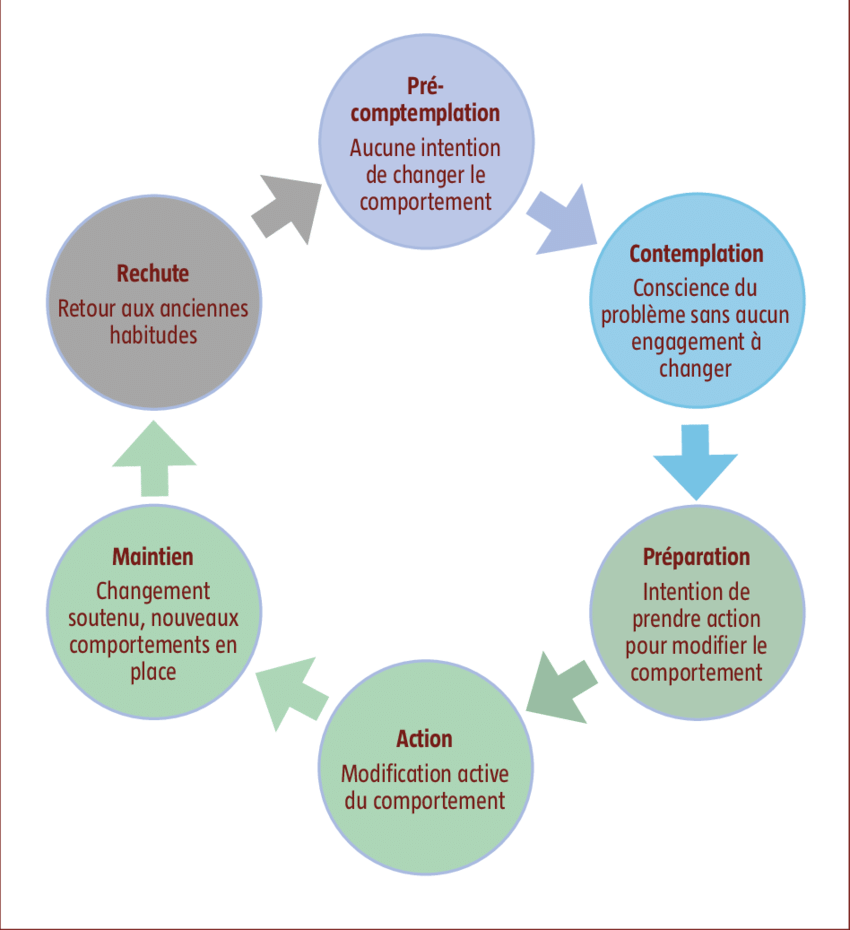 Pré-
comptemplation
Aucune intention
de changer le
comportement
Contemplation
Conscience du
problème sans aucun
engagement à
changer
Préparation
Intention de
prendre action
pour modifier le
comportement
Action
Modification active
du comportement
Maintien
Changement
soutenu, nouveaux
comportements en
place
Rechute
Retour aux anciennes
habitudes